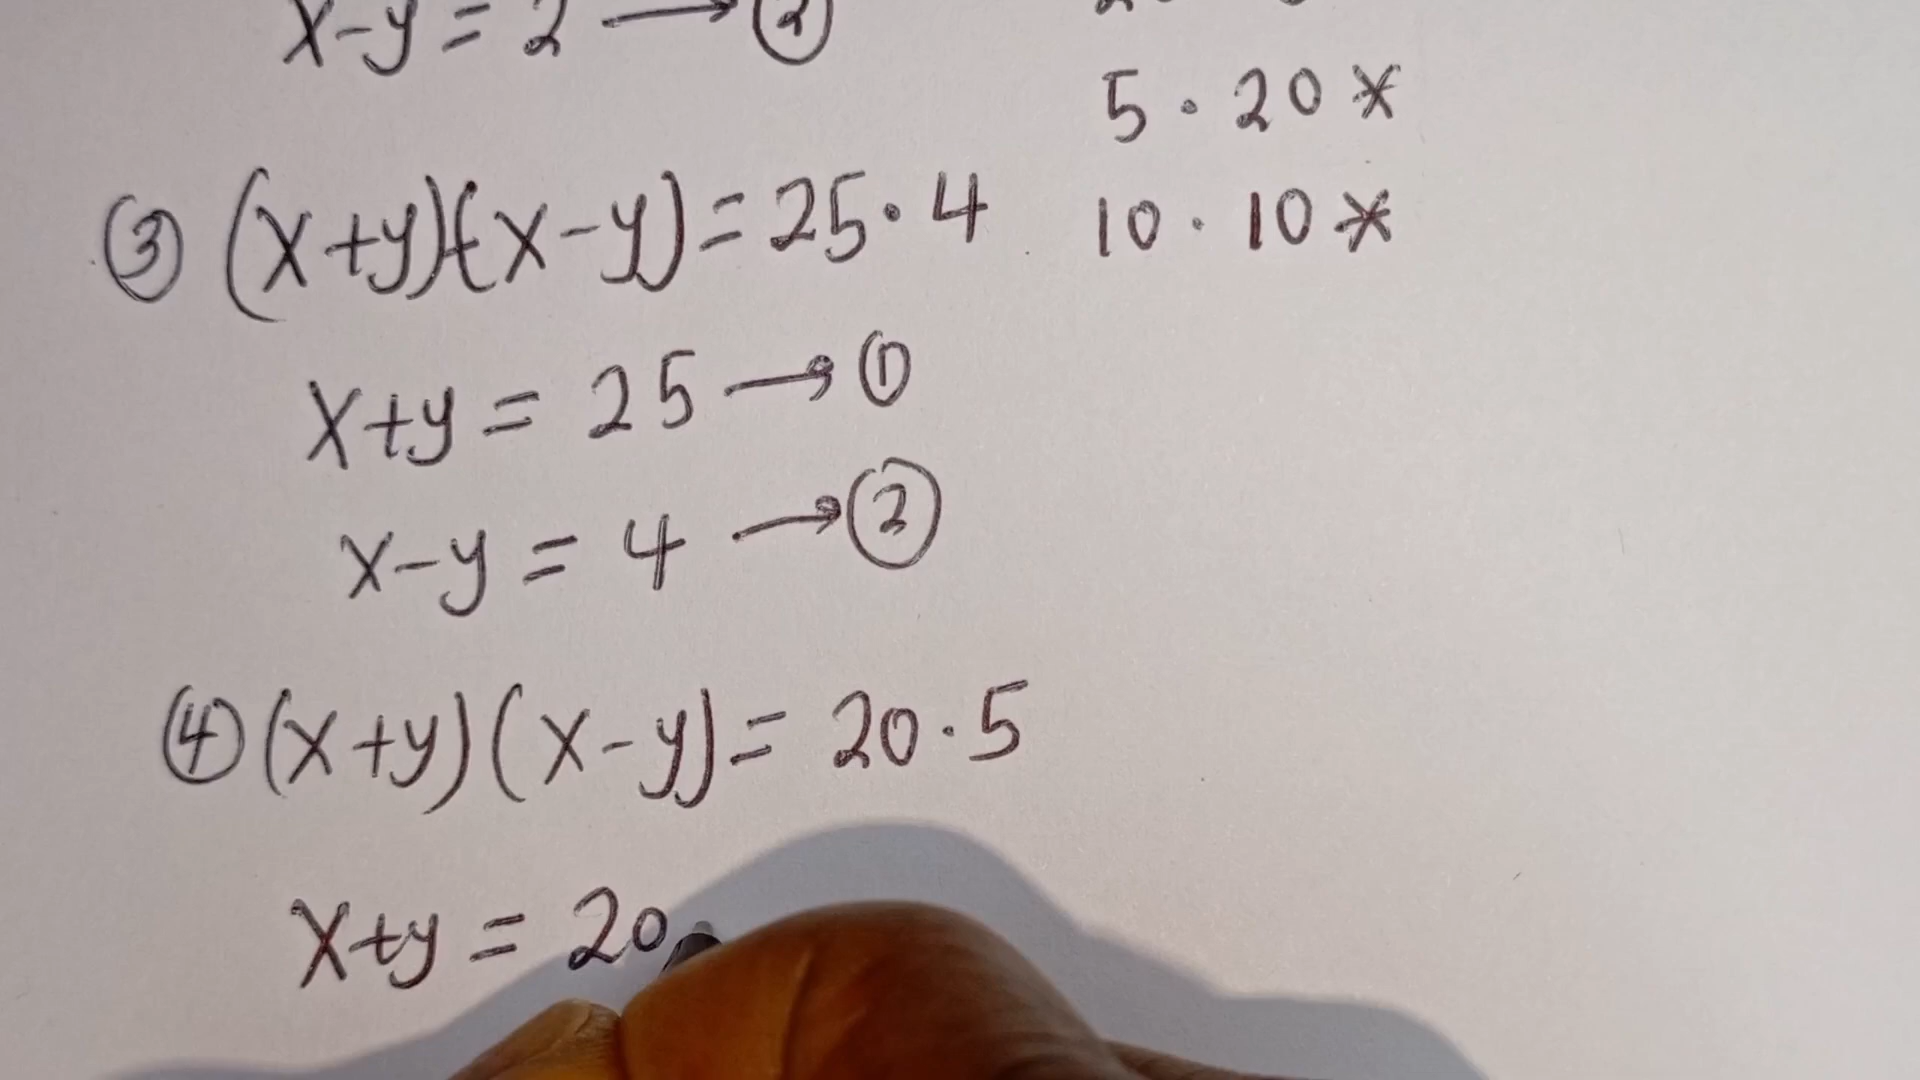 x-y = 2 → ②
5 · 20 *
③ (x+y)(x-y) = 25·4
10 · 10 *
x+y = 25 → ①
x-y = 4 → ②
④ (x+y)(x-y) = 20·5
x+y = 20